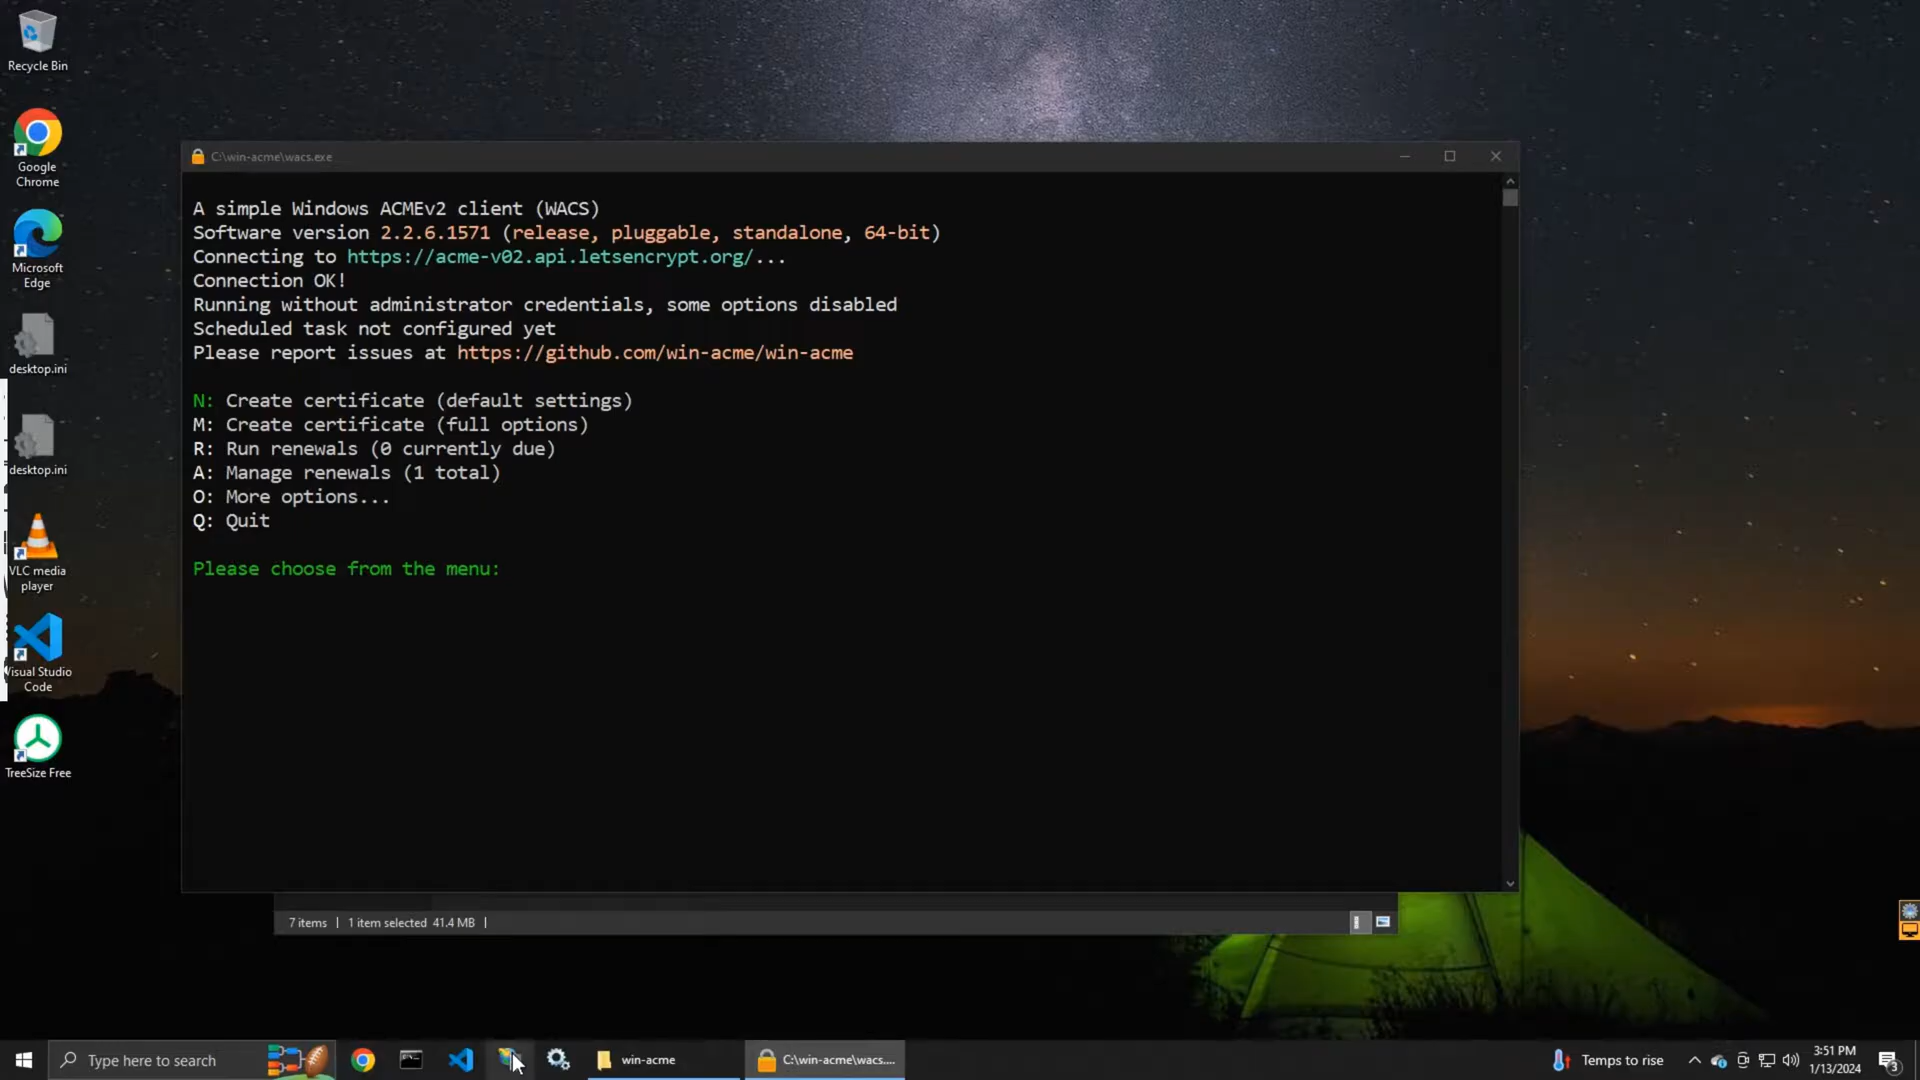 Recycle Bin
Google
Chrome
Microsoft
Edge
desktop.ini
desktop.ini
VLC media
player
Visual Studio
Code
TreeSize Free
C:\win-acme\wacs.exe
A simple Windows ACMEv2 client (WACS)
Software version 2.2.6.1571 (release, pluggable, standalone, 64-bit)
Connecting to https://acme-v02.api.letsencrypt.org/...
Connection OK!
Running without administrator credentials, some options disabled
Scheduled task not configured yet
Please report issues at https://github.com/win-acme/win-acme
N: Create certificate (default settings)
M: Create certificate (full options)
R: Run renewals (0 currently due)
A: Manage renewals (1 total)
O: More options...
Q: Quit
Please choose from the menu:
7 items | 1 item selected 41.4 MB |
Type here to search
win-acme
C:\win-acme\wacs....
Temps to rise
3:51 PM
1/13/2024
3